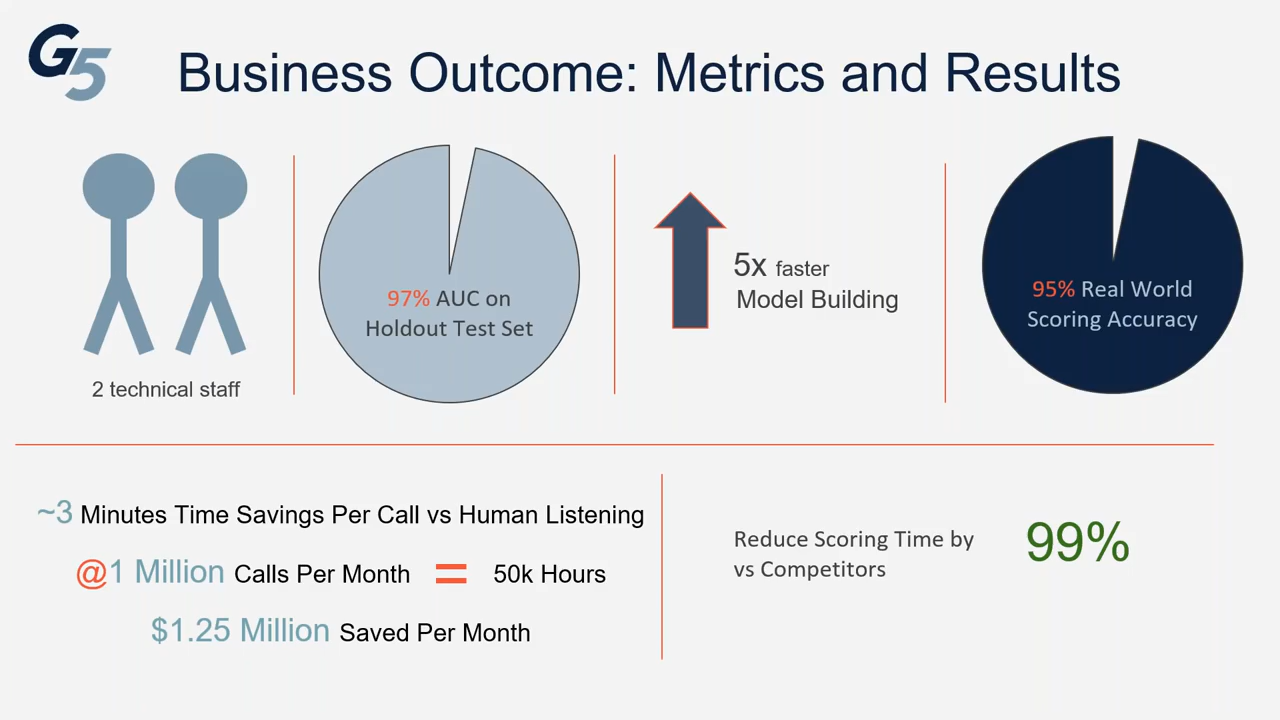 G5
Business Outcome: Metrics and Results
2 technical staff
97% AUC on
Holdout Test Set
5x faster
Model Building
95% Real World
Scoring Accuracy
~3 Minutes Time Savings Per Call vs Human Listening
@1 Million Calls Per Month = 50k Hours
$1.25 Million Saved Per Month
Reduce Scoring Time by 99%
vs Competitors